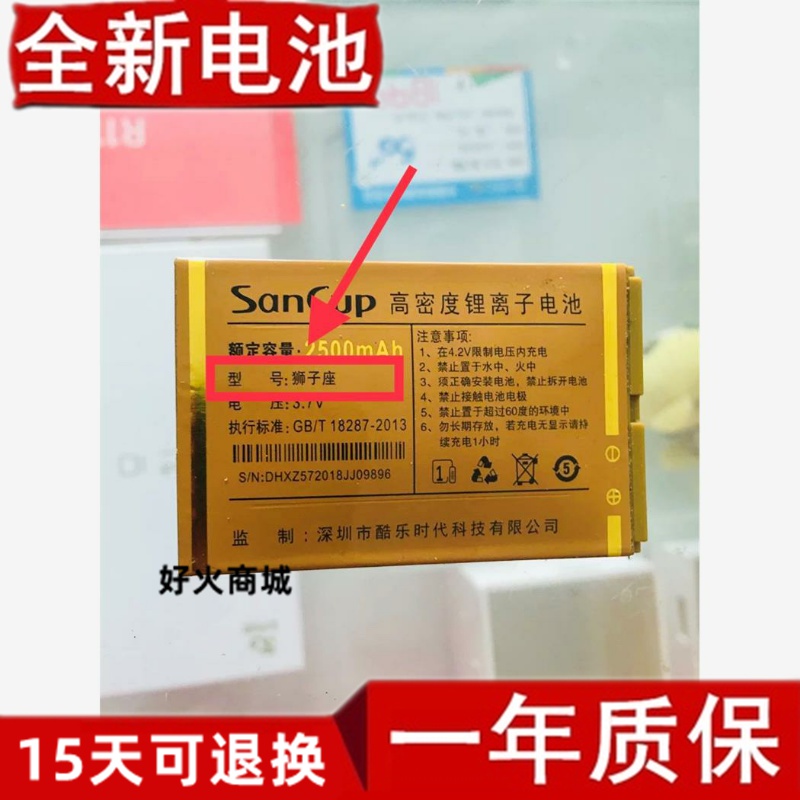 全新电池
R1
SanCup 高密度锂离子电池
额定容量:2500mAh
型 号:狮子座
电 压:3.7V
执行标准:GB/T 18287-2013
S/N:DHXZ572018JJ09896
注意事项:
1、在4.2V限制电压内充电
2、禁止置于水中、火中
3、须正确安装电池,禁止拆开电池
4、禁止接触电池电极
5、禁止置于超过60度的环境中
6、勿长期存放,若充电无显示请持
续充电1小时
监 制:深圳市酷乐时代科技有限公司
好火商城
15天可退换
一年质保